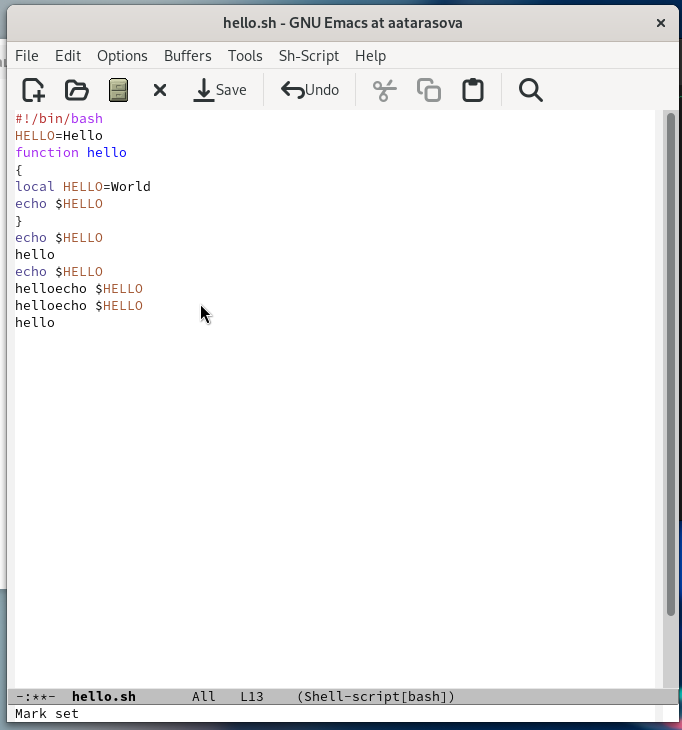 hello.sh - GNU Emacs at aatarasova
File Edit Options Buffers Tools Sh-Script Help
Save Undo
#!/bin/bash
HELLO=Hello
function hello
{
local HELLO=World
echo $HELLO
}
echo $HELLO
hello
echo $HELLO
helloecho $HELLO
helloecho $HELLO
hello
-:**- hello.sh All L13 (Shell-script[bash])
Mark set